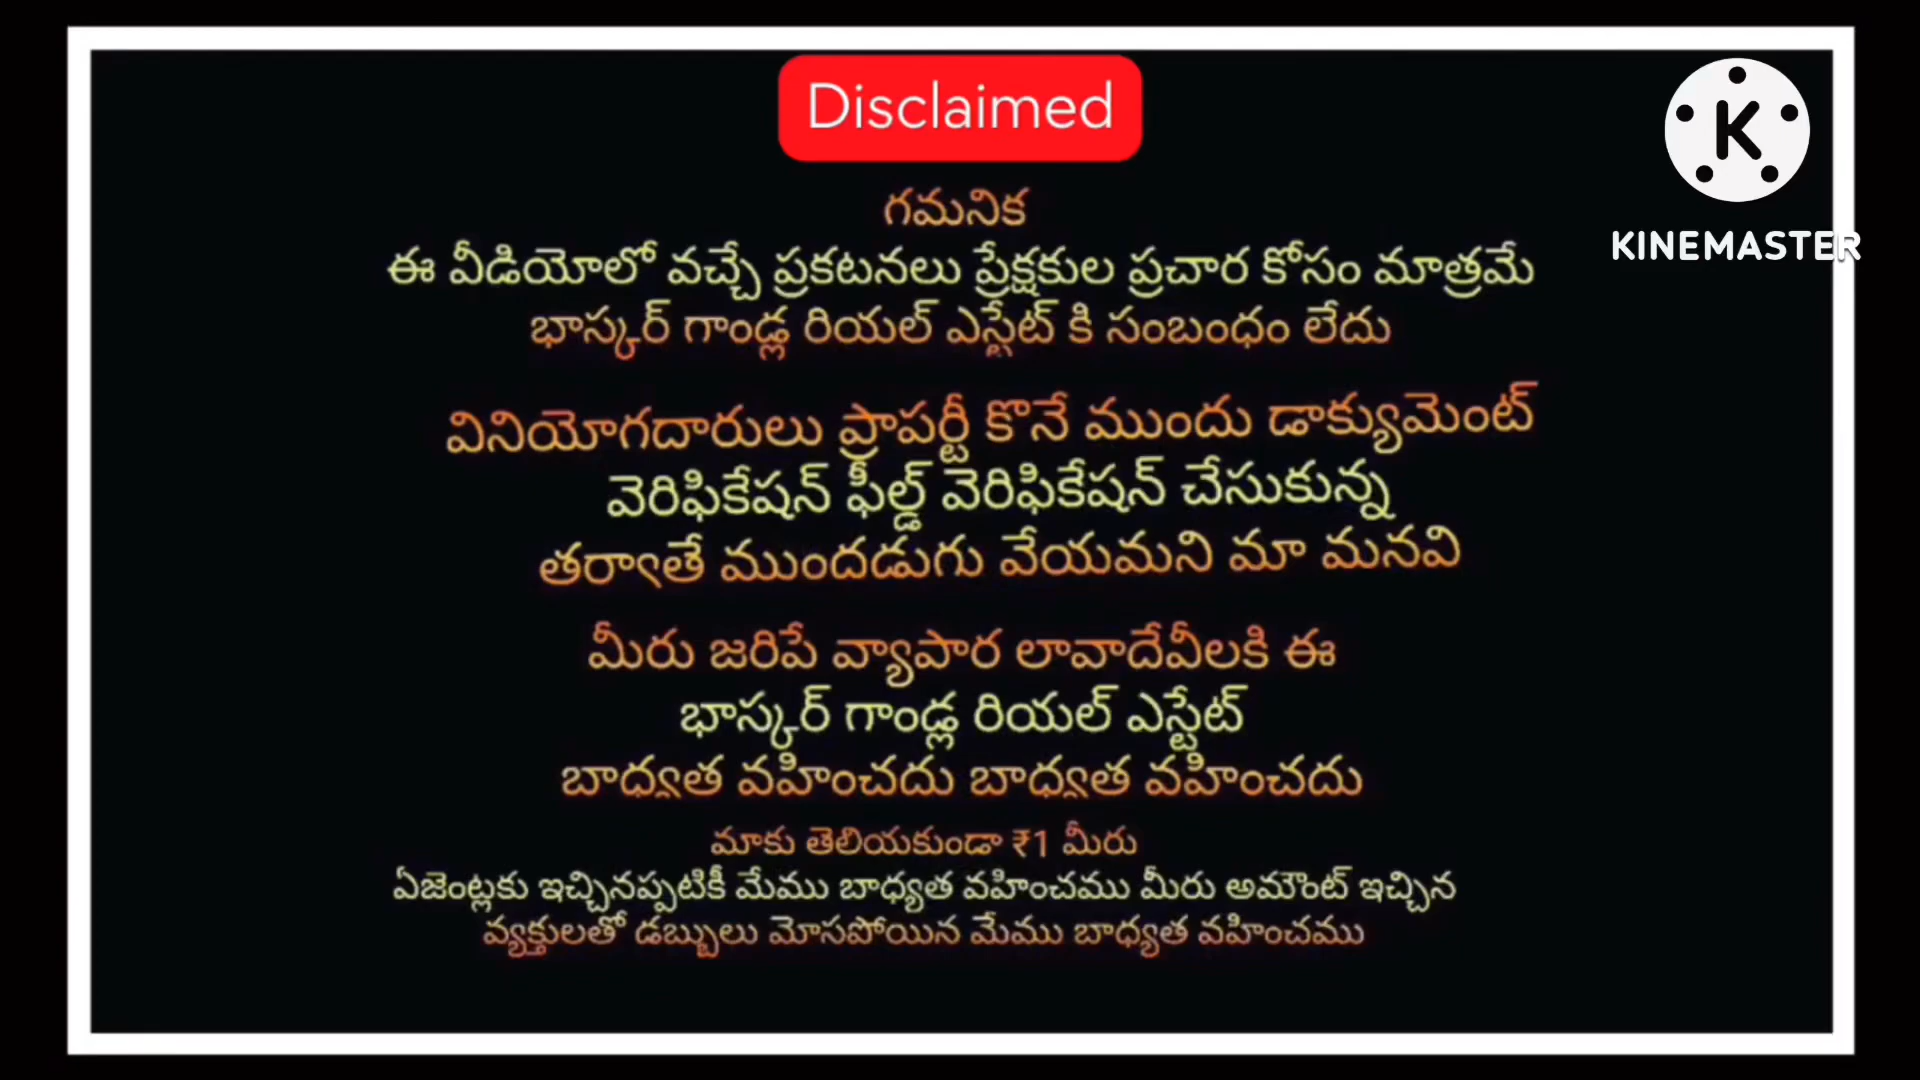 Disclaimed
K
KINEMASTER
గమనిక
ఈ వీడియోలో వచ్చే ప్రకటనలు ప్రేక్షకుల ప్రచార కోసం మాత్రమే
భాస్కర్ గాండ్ల రియల్ ఎస్టేట్ కి సంబంధం లేదు
వినియోగదారులు ప్రాపర్టీ కొనే ముందు డాక్యుమెంట్
వెరిఫికేషన్ ఫీల్డ్ వెరిఫికేషన్ చేసుకున్న
తర్వాతే ముందడుగు వేయమని మా మనవి
మీరు జరిపే వ్యాపార లావాదేవీలకి ఈ
భాస్కర్ గాండ్ల రియల్ ఎస్టేట్
బాధ్యత వహించదు బాధ్యత వహించదు
మాకు తెలియకుండా ₹1 మీరు
ఏజెంట్లకు ఇచ్చినప్పటికీ మేము బాధ్యత వహించము మీరు అమౌంట్ ఇచ్చిన
వ్యక్తులతో డబ్బులు మోసపోయిన మేము బాధ్యత వహించము